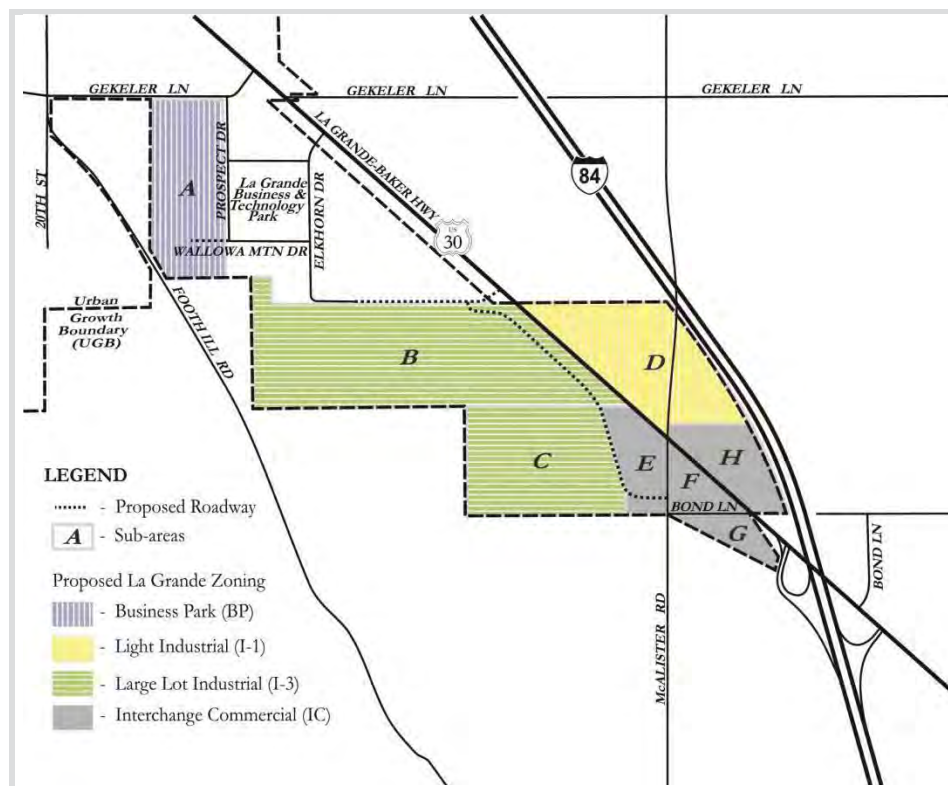 GEKELER LN
GEKELER LN
GEKELER LN
20TH ST
A
PROSPECT DR
La Grande
Business &
Technology
Park
ELKHORN DR
WALLOWA MTN DR
LA GRANDE-BAKER HWY
US
30
84
Urban
Growth
Boundary
(UGB)
FOOTHILL RD
B
D
C
E
F
H
BOND LN
G
BOND LN
McALISTER RD
LEGEND
- Proposed Roadway
A - Sub-areas
Proposed La Grande Zoning
- Business Park (BP)
- Light Industrial (I-1)
- Large Lot Industrial (I-3)
- Interchange Commercial (IC)